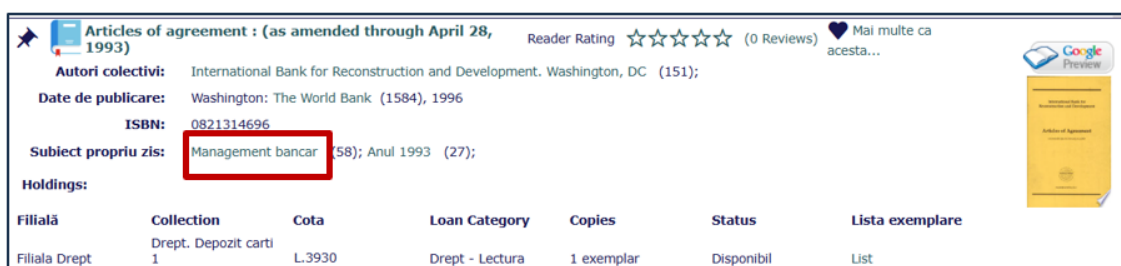 Articles of agreement : (as amended through April 28, 1993)
Reader Rating ☆☆☆☆☆ (0 Reviews)
Mai multe ca acesta...
Google Preview
Autori colectivi: International Bank for Reconstruction and Development. Washington, DC (151);
Date de publicare: Washington: The World Bank (1584), 1996
ISBN: 0821314696
Subiect propriu zis: Management bancar (58); Anul 1993 (27);
Holdings:
Articles of Agreement
Filială Collection Cota Loan Category Copies Status Lista exemplare
Filiala Drept Drept. Depozit carti 1 L.3930 Drept - Lectura 1 exemplar Disponibil List